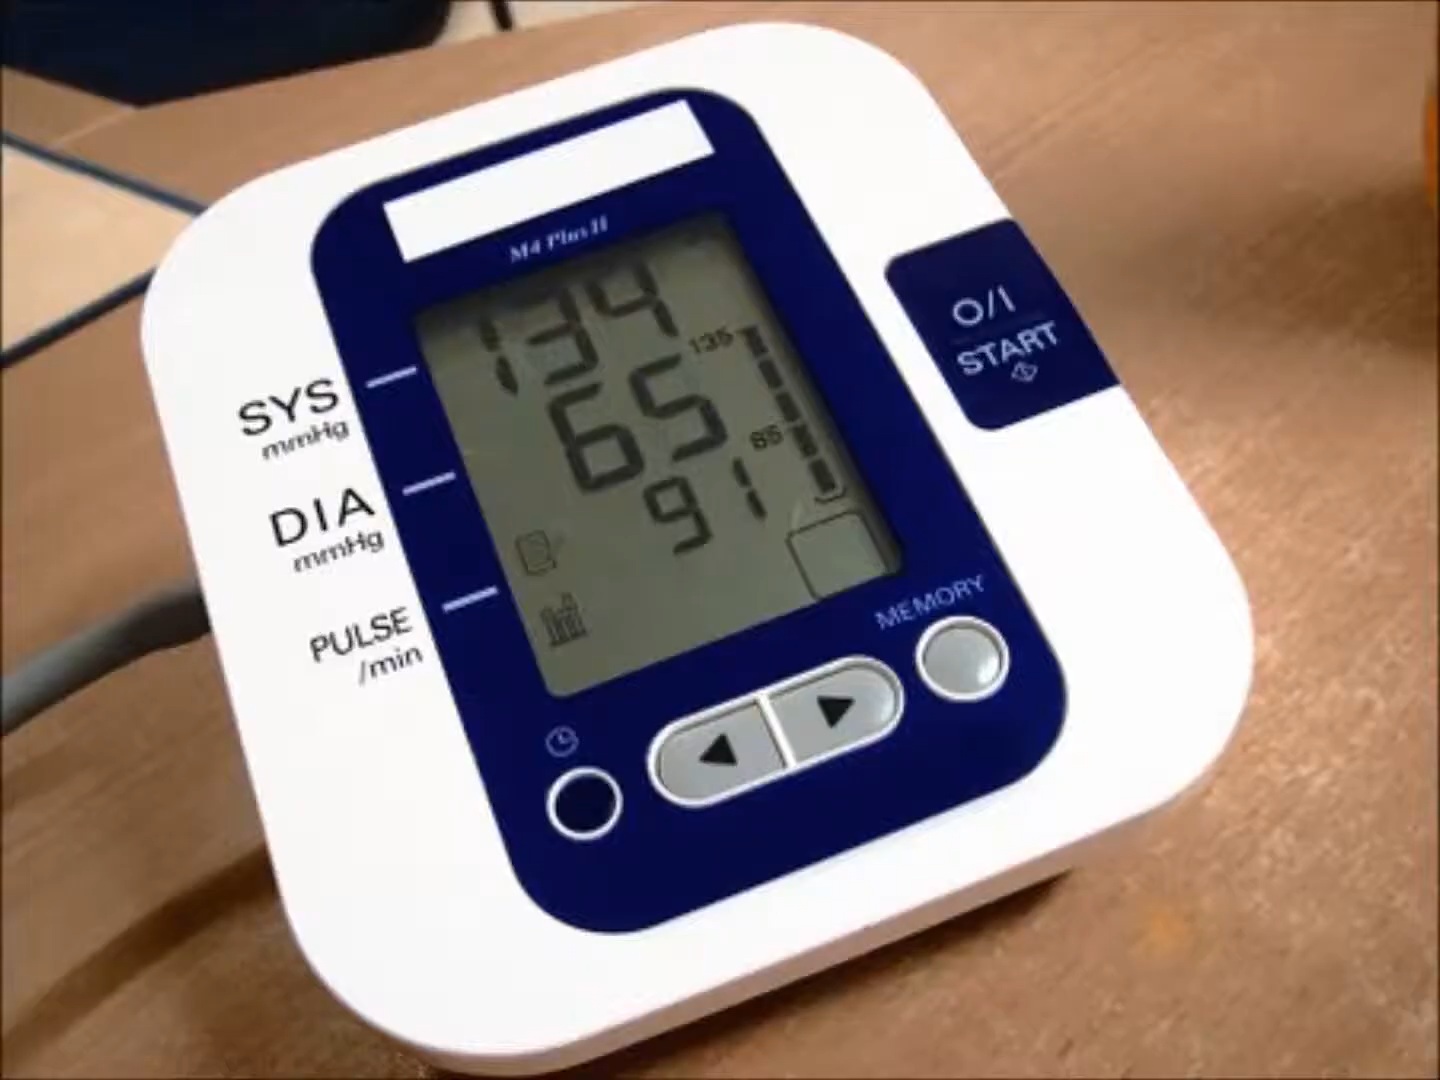 M4 Plus II
134
135
SYS
mmHg
65
85
DIA
mmHg
91
PULSE
/min
O/I
START
MEMORY